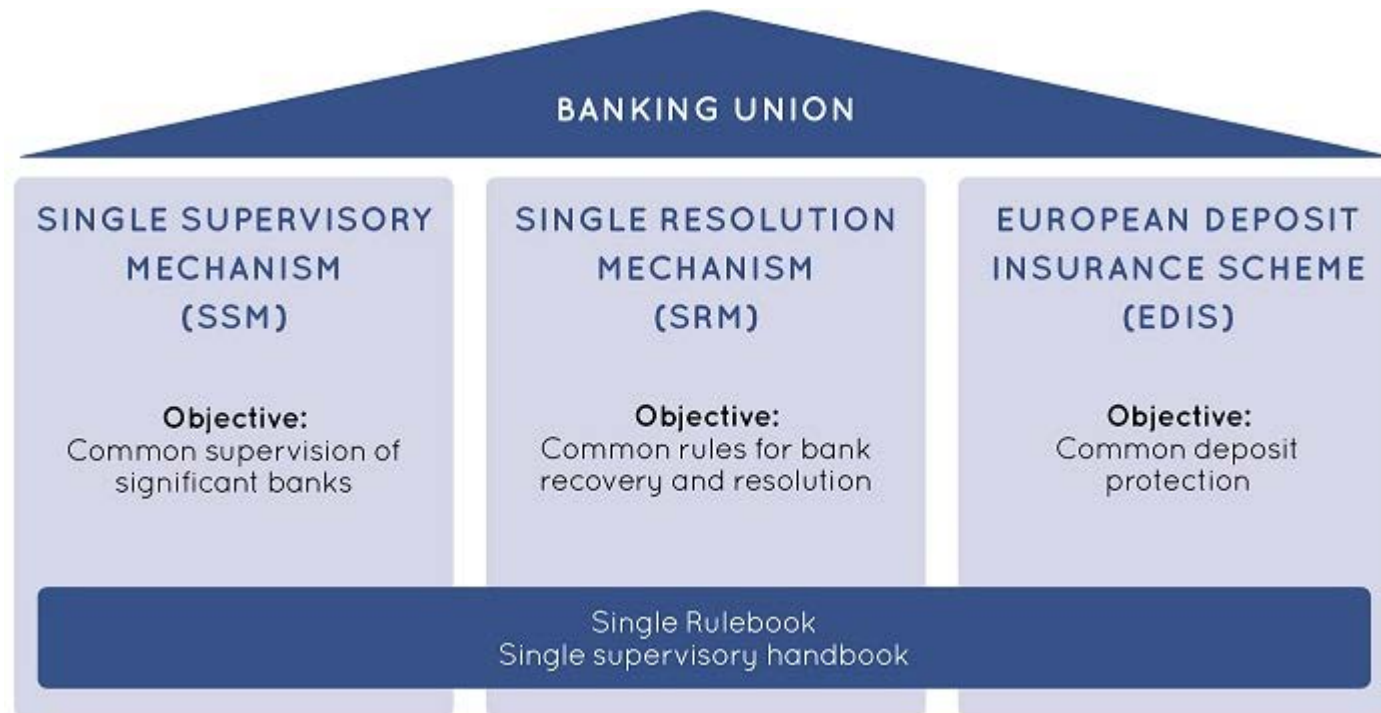 BANKING UNION
SINGLE SUPERVISORY
MECHANISM
(SSM)
Objective:
Common supervision of
significant banks
SINGLE RESOLUTION
MECHANISM
(SRM)
Objective:
Common rules for bank
recovery and resolution
EUROPEAN DEPOSIT
INSURANCE SCHEME
(EDIS)
Objective:
Common deposit
protection
Single Rulebook
Single supervisory handbook